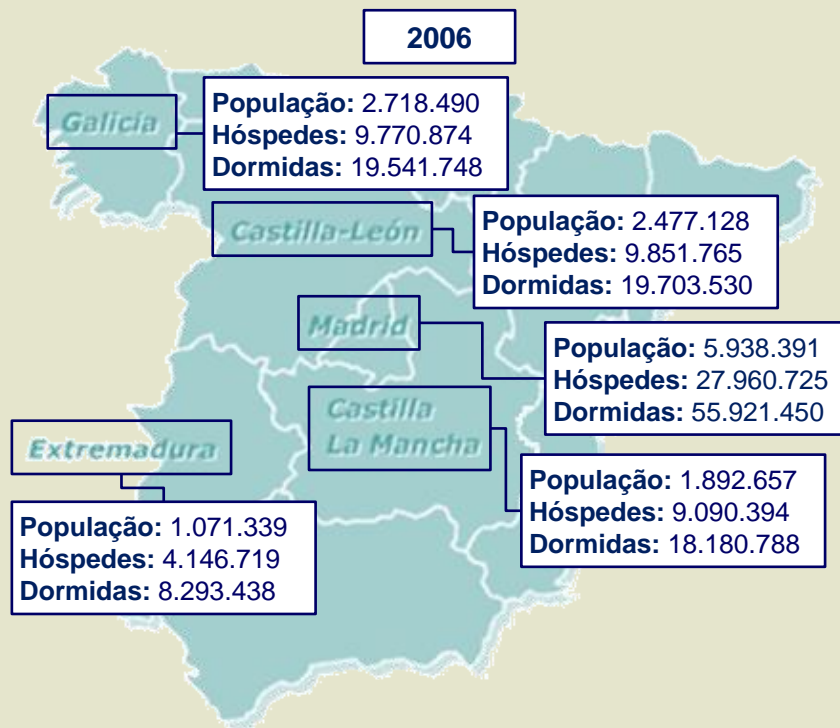 2006
Galicia
População: 2.718.490
Hóspedes: 9.770.874
Dormidas: 19.541.748
Castilla-León
População: 2.477.128
Hóspedes: 9.851.765
Dormidas: 19.703.530
Madrid
População: 5.938.391
Hóspedes: 27.960.725
Dormidas: 55.921.450
Castilla
La Mancha
População: 1.892.657
Hóspedes: 9.090.394
Dormidas: 18.180.788
Extremadura
População: 1.071.339
Hóspedes: 4.146.719
Dormidas: 8.293.438